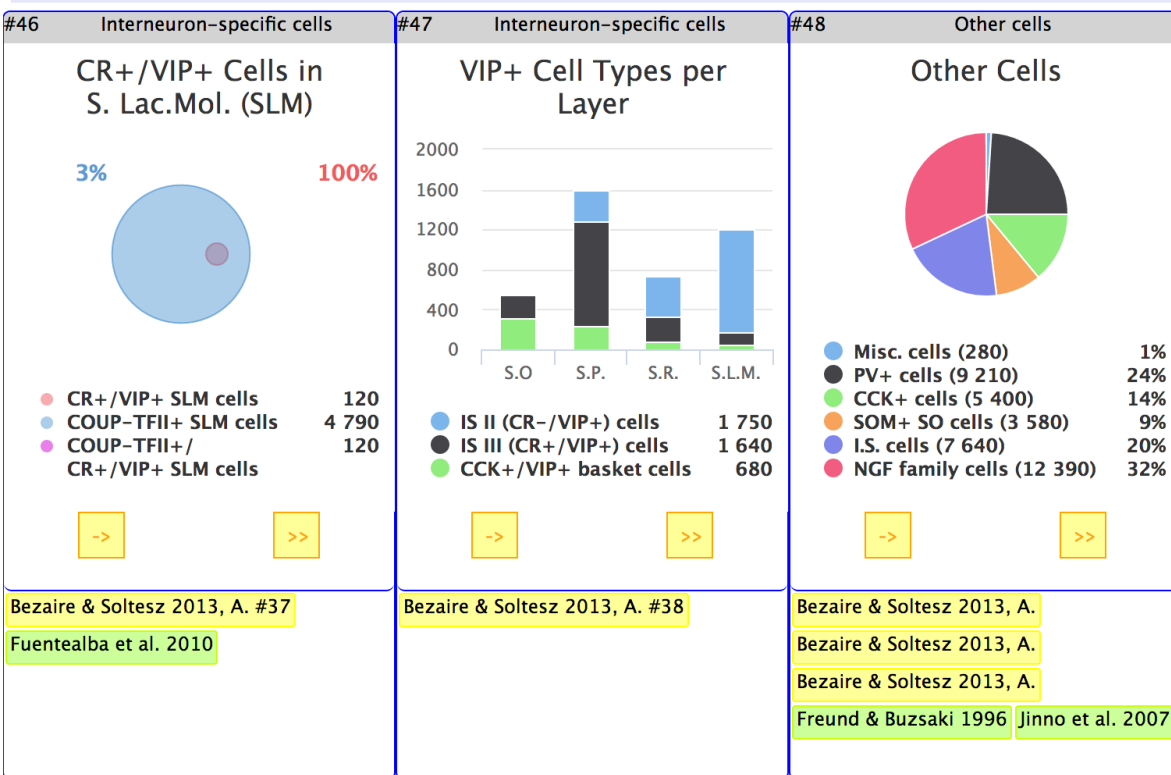 #46 Interneuron-specific cells
CR+/VIP+ Cells in
S. Lac.Mol. (SLM)
3% 100%
CR+/VIP+ SLM cells 120
COUP-TFII+ SLM cells 4 790
COUP-TFII+/ 120
CR+/VIP+ SLM cells
-> >>
Bezaire & Soltesz 2013, A. #37
Fuentealba et al. 2010
#47 Interneuron-specific cells
VIP+ Cell Types per
Layer
2000
1600
1200
800
400
0
S.O S.P. S.R. S.L.M.
IS II (CR-/VIP+) cells 1 750
IS III (CR+/VIP+) cells 1 640
CCK+/VIP+ basket cells 680
-> >>
Bezaire & Soltesz 2013, A. #38
#48 Other cells
Other Cells
Misc. cells (280) 1%
PV+ cells (9 210) 24%
CCK+ cells (5 400) 14%
SOM+ SO cells (3 580) 9%
I.S. cells (7 640) 20%
NGF family cells (12 390) 32%
-> >>
Bezaire & Soltesz 2013, A.
Bezaire & Soltesz 2013, A.
Bezaire & Soltesz 2013, A.
Freund & Buzsaki 1996 Jinno et al. 2007